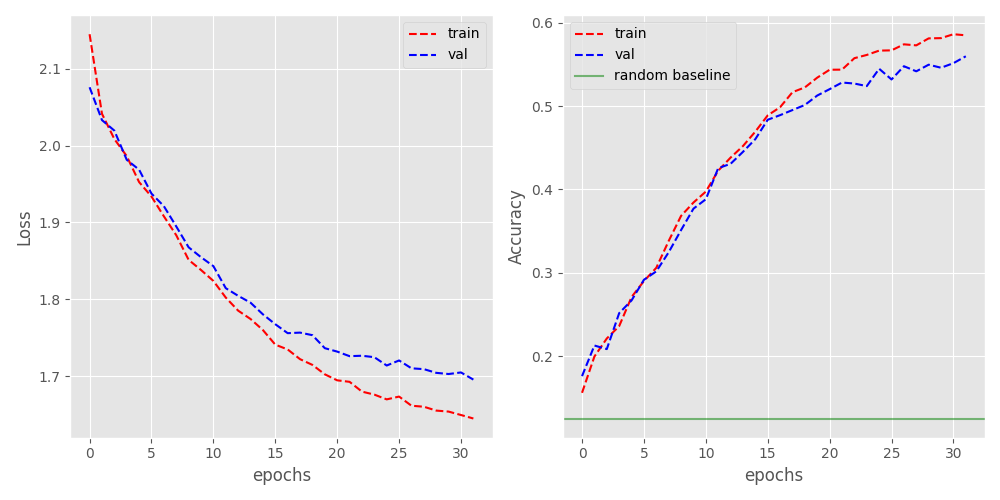 train
val
2.1
2.0
1.9
1.8
1.7
Loss
0 5 10 15 20 25 30
epochs
train
val
random baseline
0.6
0.5
0.4
0.3
0.2
Accuracy
0 5 10 15 20 25 30
epochs